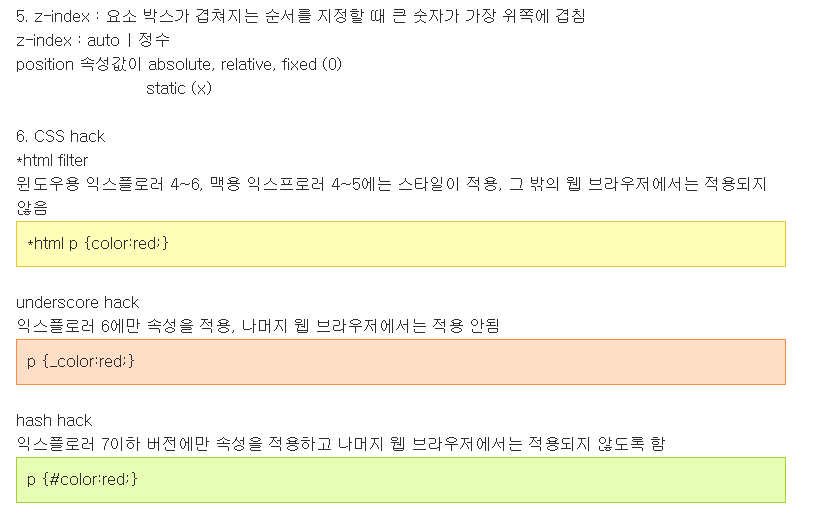 5. z-index : 요소 박스가 겹쳐지는 순서를 지정할 때 큰 숫자가 가장 위쪽에 겹침
z-index : auto | 정수
position 속성값이 absolute, relative, fixed (0)
static (x)
6. CSS hack
*html filter
윈도우용 익스플로러 4~6, 맥용 익스프로러 4~5에는 스타일이 적용, 그 밖의 웹 브라우저에서는 적용되지
않음
*html p {color:red;}
underscore hack
익스플로러 6에만 속성을 적용, 나머지 웹 브라우저에서는 적용 안됨
p {_color:red;}
hash hack
익스플로러 7이하 버전에만 속성을 적용하고 나머지 웹 브라우저에서는 적용되지 않도록 함
p {#color:red;}